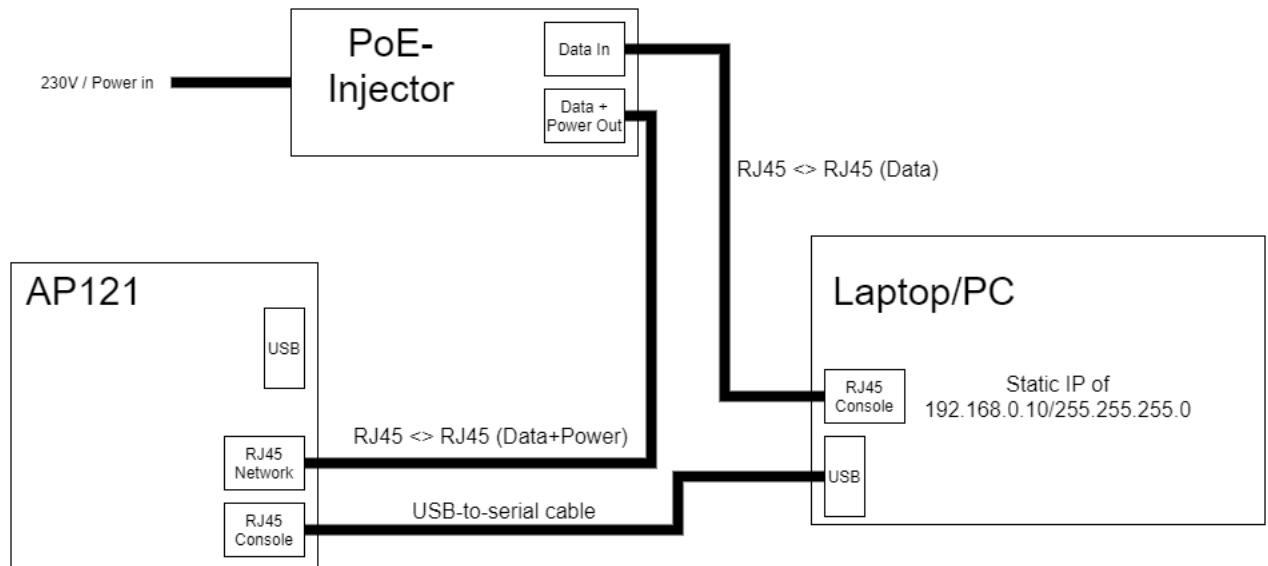 PoE-
Injector
Data In
Data +
Power Out
230V / Power in
RJ45 <> RJ45 (Data)
AP121
USB
RJ45
Network
RJ45
Console
RJ45 <> RJ45 (Data+Power)
USB-to-serial cable
Laptop/PC
RJ45
Console
Static IP of
192.168.0.10/255.255.255.0
USB